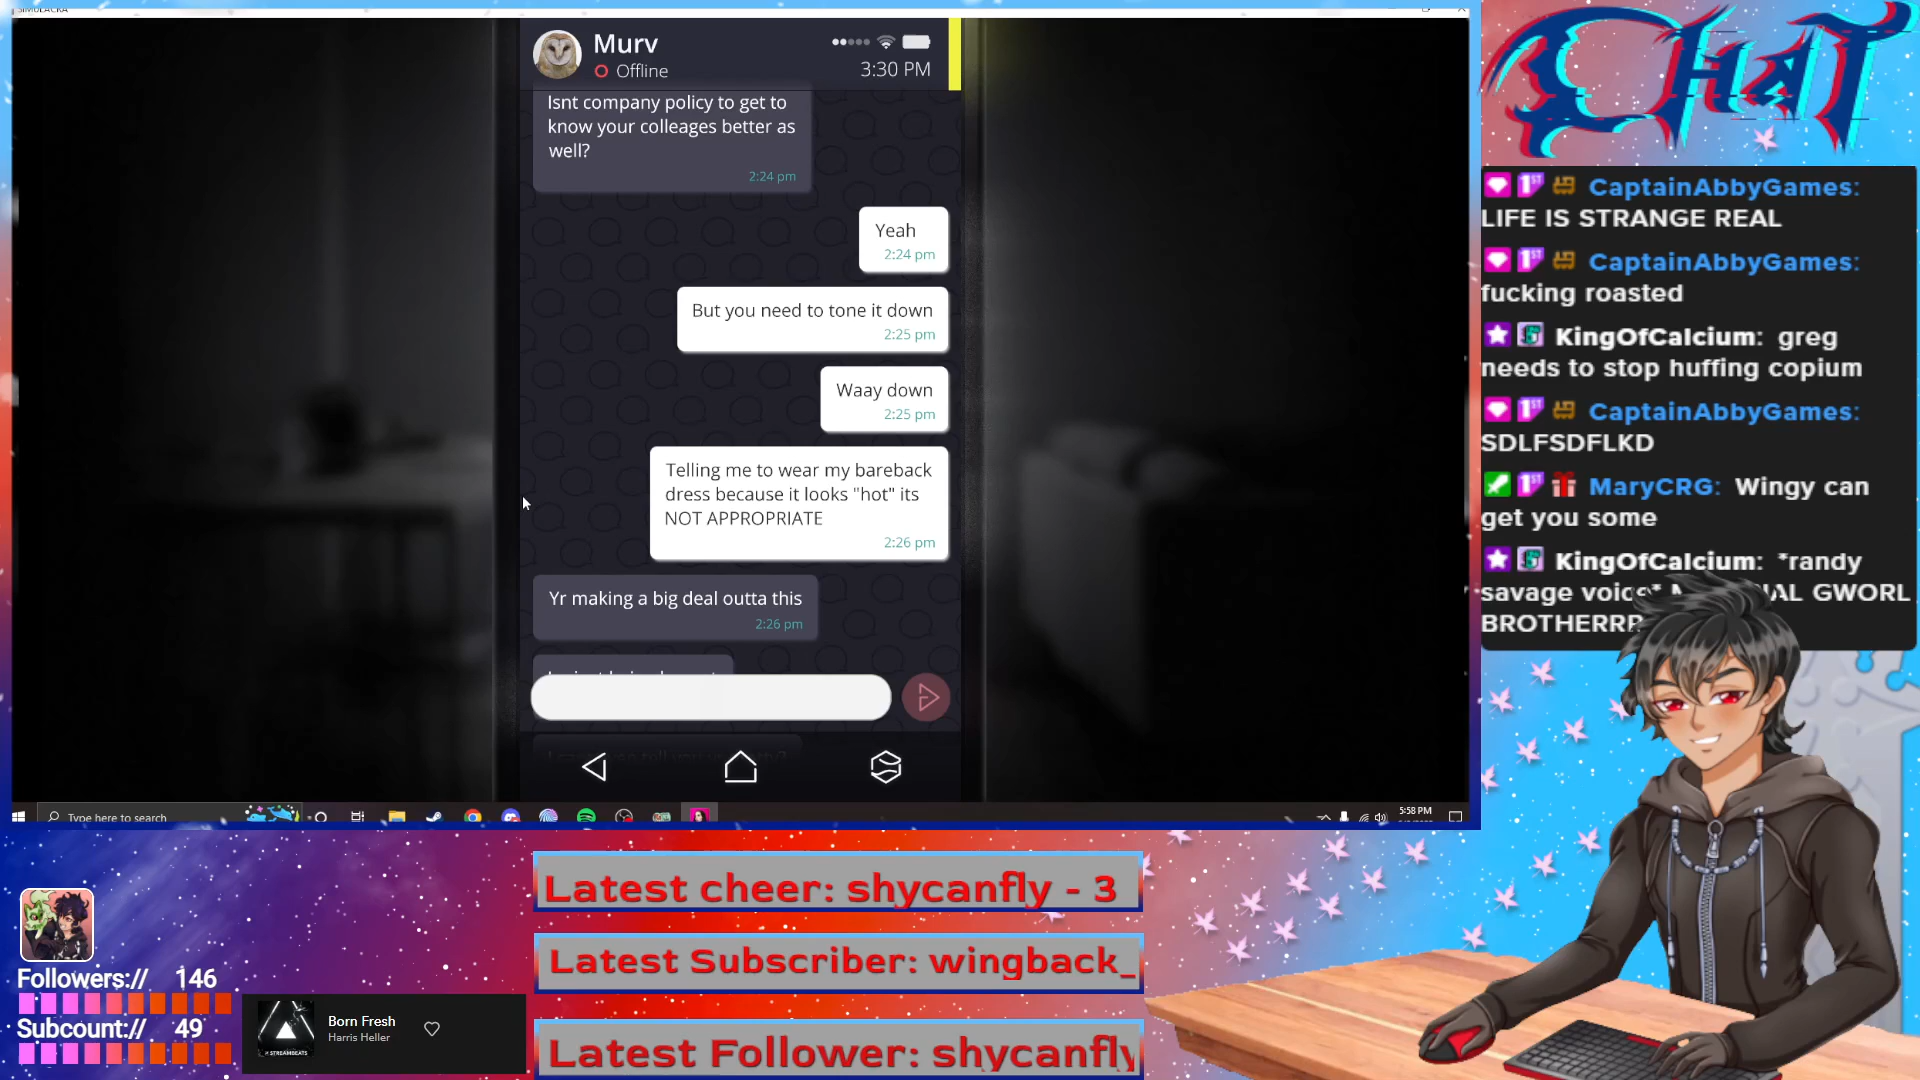 SIMULACRA
Murv
Offline
3:30 PM
Isnt company policy to get to
know your colleages better as
well?
2:24 pm
Yeah
2:24 pm
But you need to tone it down
2:25 pm
Waay down
2:25 pm
Telling me to wear my bareback
dress because it looks "hot" its
NOT APPROPRIATE
2:26 pm
Yr making a big deal outta this
2:26 pm
Type here to search
5:58 PM
CHAT
CaptainAbbyGames:
LIFE IS STRANGE REAL
CaptainAbbyGames:
fucking roasted
KingOfCalcium: greg
needs to stop huffing copium
CaptainAbbyGames:
SDLFSDFLKD
MaryCRG: Wingy can
get you some
KingOfCalcium: *randy
savage voice* GWORL
BROTHERRR
Followers:// 146
Subcount:// 49
STREAMBEATS
Born Fresh
Harris Heller
Latest cheer: shycanfly - 3
Latest Subscriber: wingback_
Latest Follower: shycanfly